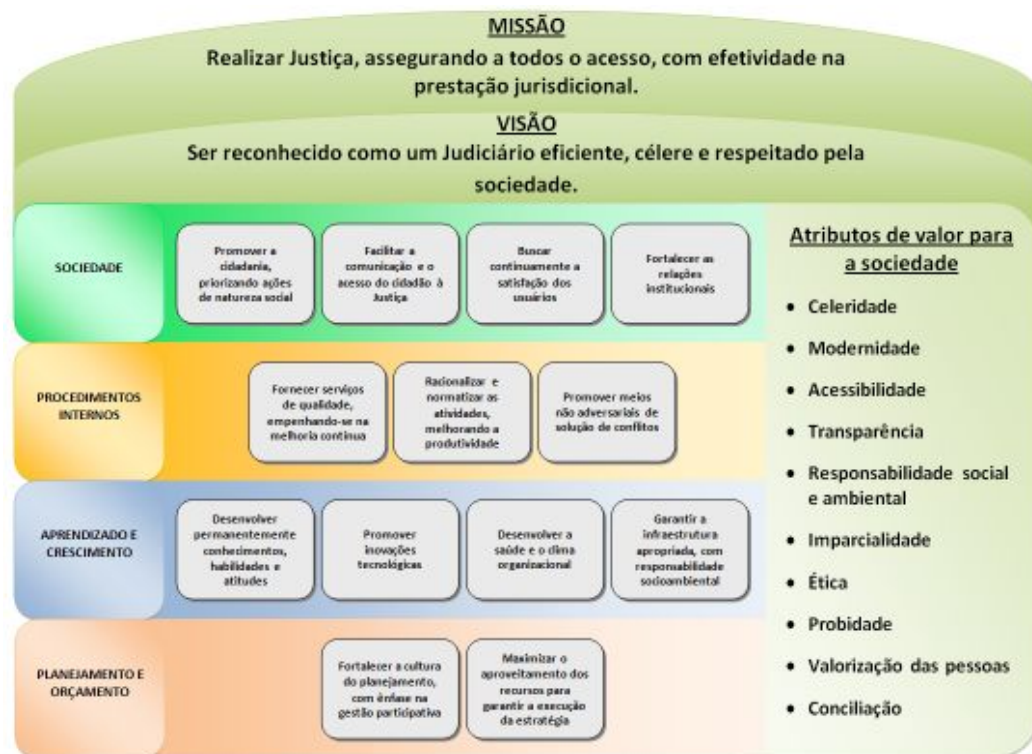 MISSÃO
Realizar Justiça, assegurando a todos o acesso, com efetividade na
prestação jurisdicional.
VISÃO
Ser reconhecido como um Judiciário eficiente, célere e respeitado pela
sociedade.
SOCIEDADE
Promover a
cidadania,
priorizando ações
de natureza social
Facilitar a
comunicação e o
acesso do cidadão à
Justiça
Buscar
continuamente a
satisfação dos
usuários
Fortalecer as
relações
institucionais
PROCEDIMENTOS
INTERNOS
Fornecer serviços
de qualidade,
empenhando-se na
melhoria contínua
Racionalizar e
normatizar as
atividades,
melhorando a
produtividade
Promover meios
não adversariais de
solução de conflitos
APRENDIZADO E
CRESCIMENTO
Desenvolver
permanentemente
conhecimentos,
habilidades e
atitudes
Promover
inovações
tecnológicas
Desenvolver a
saúde e o clima
organizacional
Garantir a
infraestrutura
apropriada, com
responsabilidade
socioambiental
PLANEJAMENTO E
ORÇAMENTO
Fortalecer a cultura
do planejamento,
com ênfase na
gestão participativa
Maximizar o
aproveitamento dos
recursos para
garantir a execução
da estratégia
Atributos de valor para
a sociedade
• Celeridade
• Modernidade
• Acessibilidade
• Transparência
• Responsabilidade social
e ambiental
• Imparcialidade
• Ética
• Probidade
• Valorização das pessoas
• Conciliação